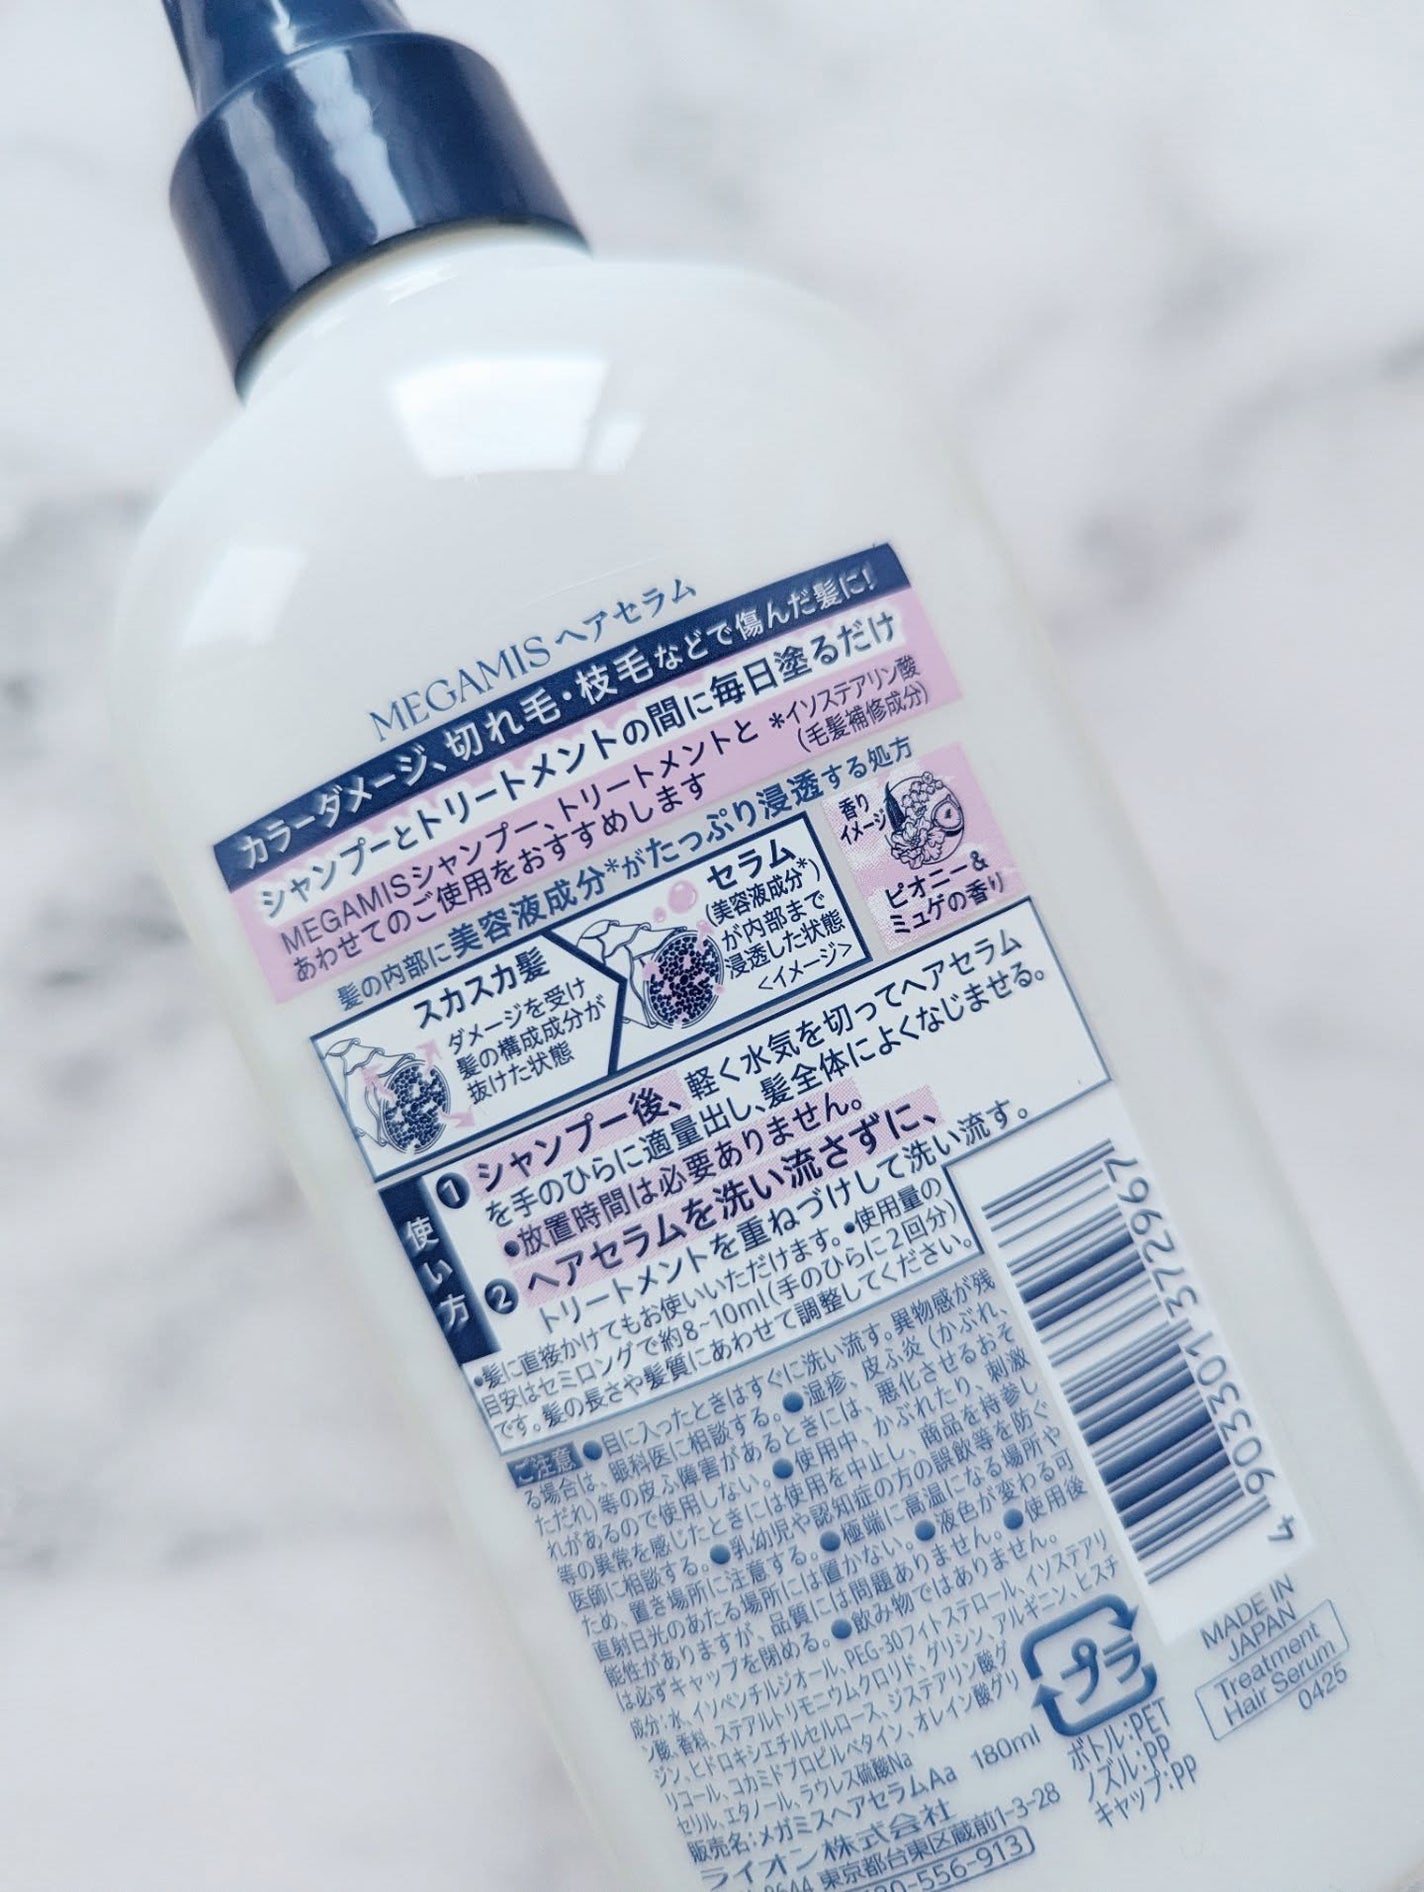 MEGAMIS ヘアセラム
カラーダメージ、切れ毛・枝毛などで傷んだ髪に!
シャンプーとトリートメントの間に毎日塗るだけ
MEGAMISシャンプー、トリートメントと
あわせてのご使用をおすすめします
*イソステアリン酸
(毛髪補修成分)
髪の内部に美容液成分*がたっぷり浸透する処方
スカスカ髪
ダメージを受け
髪の構成成分が
抜けた状態
セラム
(美容液成分*)
が内部まで
浸透した状態
<イメージ>
香り
イメージ
ピオニー&
ミュゲの香り
使い方
1 シャンプー後、軽く水気を切ってヘアセラム
を手のひらに適量出し、髪全体によくなじませる。
●放置時間は必要ありません。
2 ヘアセラムを洗い流さずに、
トリートメントを重ねづけして洗い流す。
●髪に直接かけてもお使いいただけます。●使用量の
目安はセミロングで約8~10ml(手のひらに2回分)
です。髪の長さや髪質にあわせて調整してください。
ご注意 ●目に入ったときはすぐに洗い流す。異物感が残
る場合は、眼科医に相談する。●湿疹、皮ふ炎(かぶれ、
ただれ)等の皮ふ障害があるときには、悪化させるおそ
れがあるので使用しない。●使用中、かぶれたり、刺激
等の異常を感じたときには使用を中止し、商品を持参し
医師に相談する。●乳幼児や認知症の方の誤飲等を防ぐ
ため、置き場所に注意する。●極端に高温になる場所や
直射日光のあたる場所には置かない。●液色が変わる可
能性がありますが、品質には問題ありません。●使用後
は必ずキャップを閉める。●飲み物ではありません。
成分:水、イソペンチルジオール、PEG-30フィトステロール、イソステアリ
ン酸、香料、ステアルトリモニウムクロリド、グリシン、アルギニン、ヒスチ
ジン、ヒドロキシエチルセルロース、ジステアリン酸グ
リコール、コカミドプロピルベタイン、オレイン酸グリ
セリル、エタノール、ラウレス硫酸Na
販売名:メガミスヘアセラムAa 180ml
ライオン株式会社
8644 東京都台東区蔵前1-3-28
20-556-913
プラ
ボトル:PET
ノズル:PP
キャップ:PP
4 903301 372967
MADE IN
JAPAN
Treatment
Hair Serum
0425